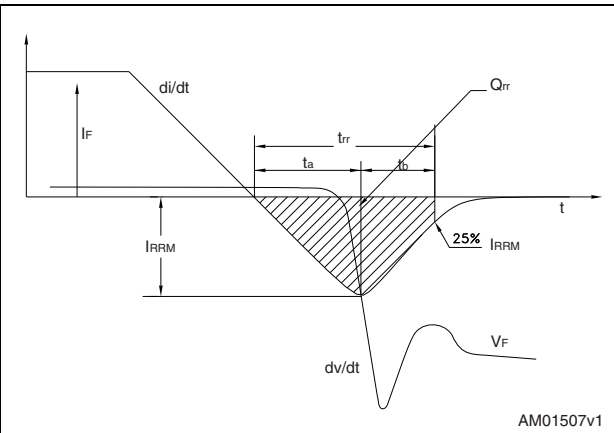 di/dt
Qrr
IF
trr
ta
tb
t
IRRM
25% IRRM
VF
dv/dt
AM01507v1